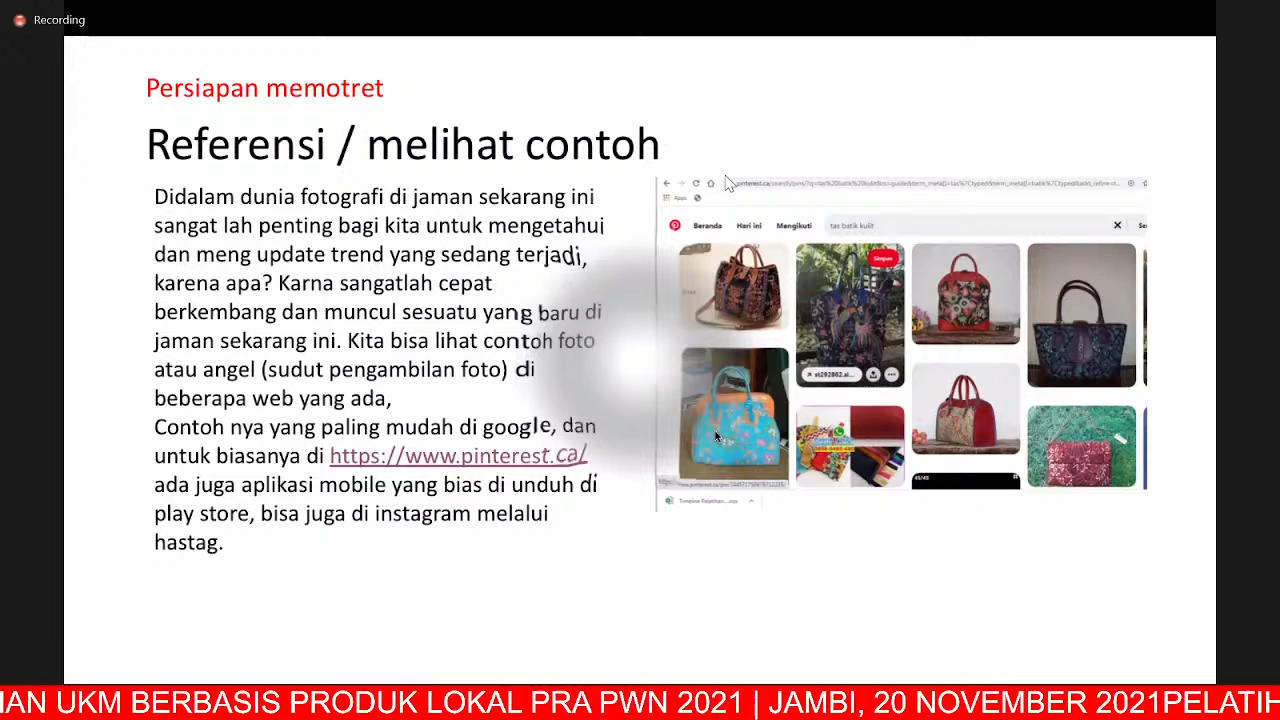 Recording
Persiapan memotret
Referensi / melihat contoh
Didalam dunia fotografi di jaman sekarang ini
sangat lah penting bagi kita untuk mengetahui
dan meng update trend yang sedang terjadi,
karena apa? Karna sangatlah cepat
berkembang dan muncul sesuatu yang baru di
jaman sekarang ini. Kita bisa lihat contoh foto
atau angel (sudut pengambilan foto) di
beberapa web yang ada,
Contoh nya yang paling mudah di google, dan
untuk biasanya di https://www.pinterest.ca/
ada juga aplikasi mobile yang bias di unduh di
play store, bisa juga di instagram melalui
hastag.
Apps
Beranda Hari ini Mengikuti tas batik kulit
Simpan
IAN UKM BERBASIS PRODUK LOKAL PRA PWN 2021 | JAMBI, 20 NOVEMBER 2021PELATIH